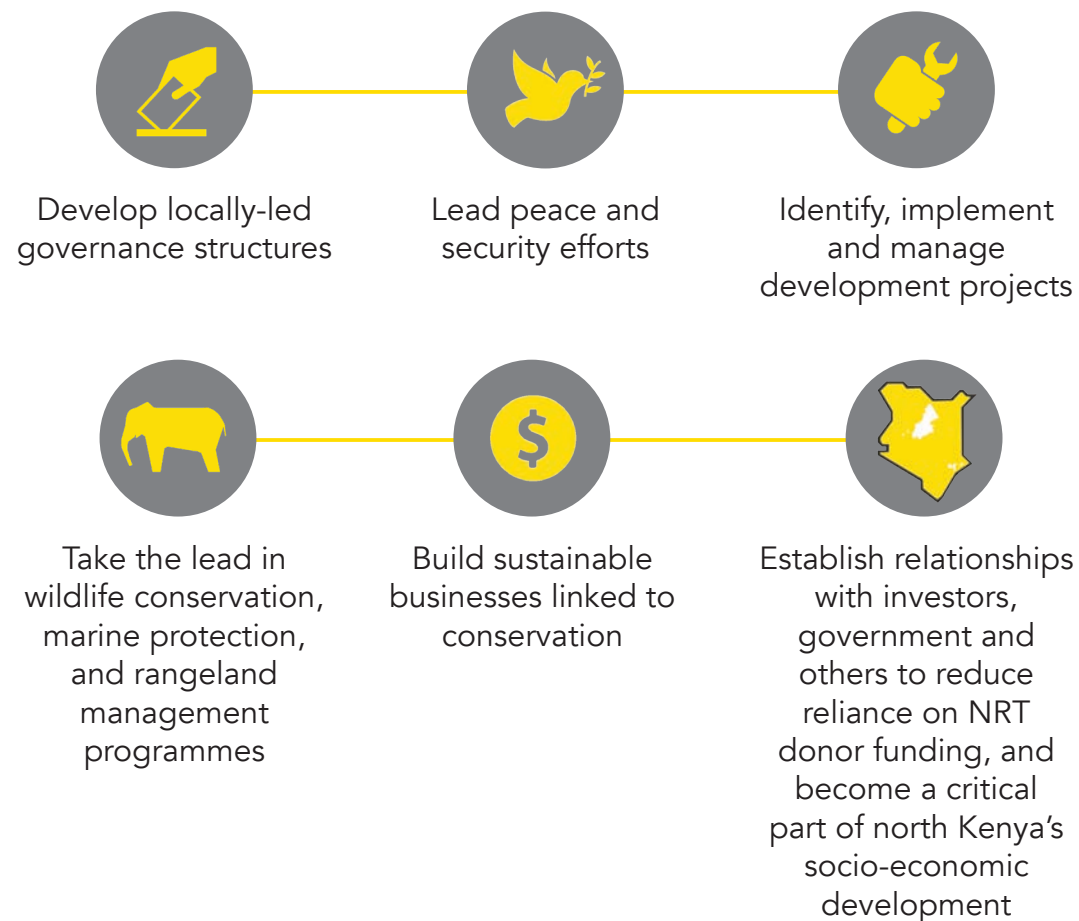 Develop locally-led
governance structures
Lead peace and
security efforts
Identify, implement
and manage
development projects
$
Take the lead in
wildlife conservation,
marine protection,
and rangeland
management
programmes
Build sustainable
businesses linked to
conservation
Establish relationships
with investors,
government and
others to reduce
reliance on NRT
donor funding, and
become a critical
part of north Kenya’s
socio-economic
development